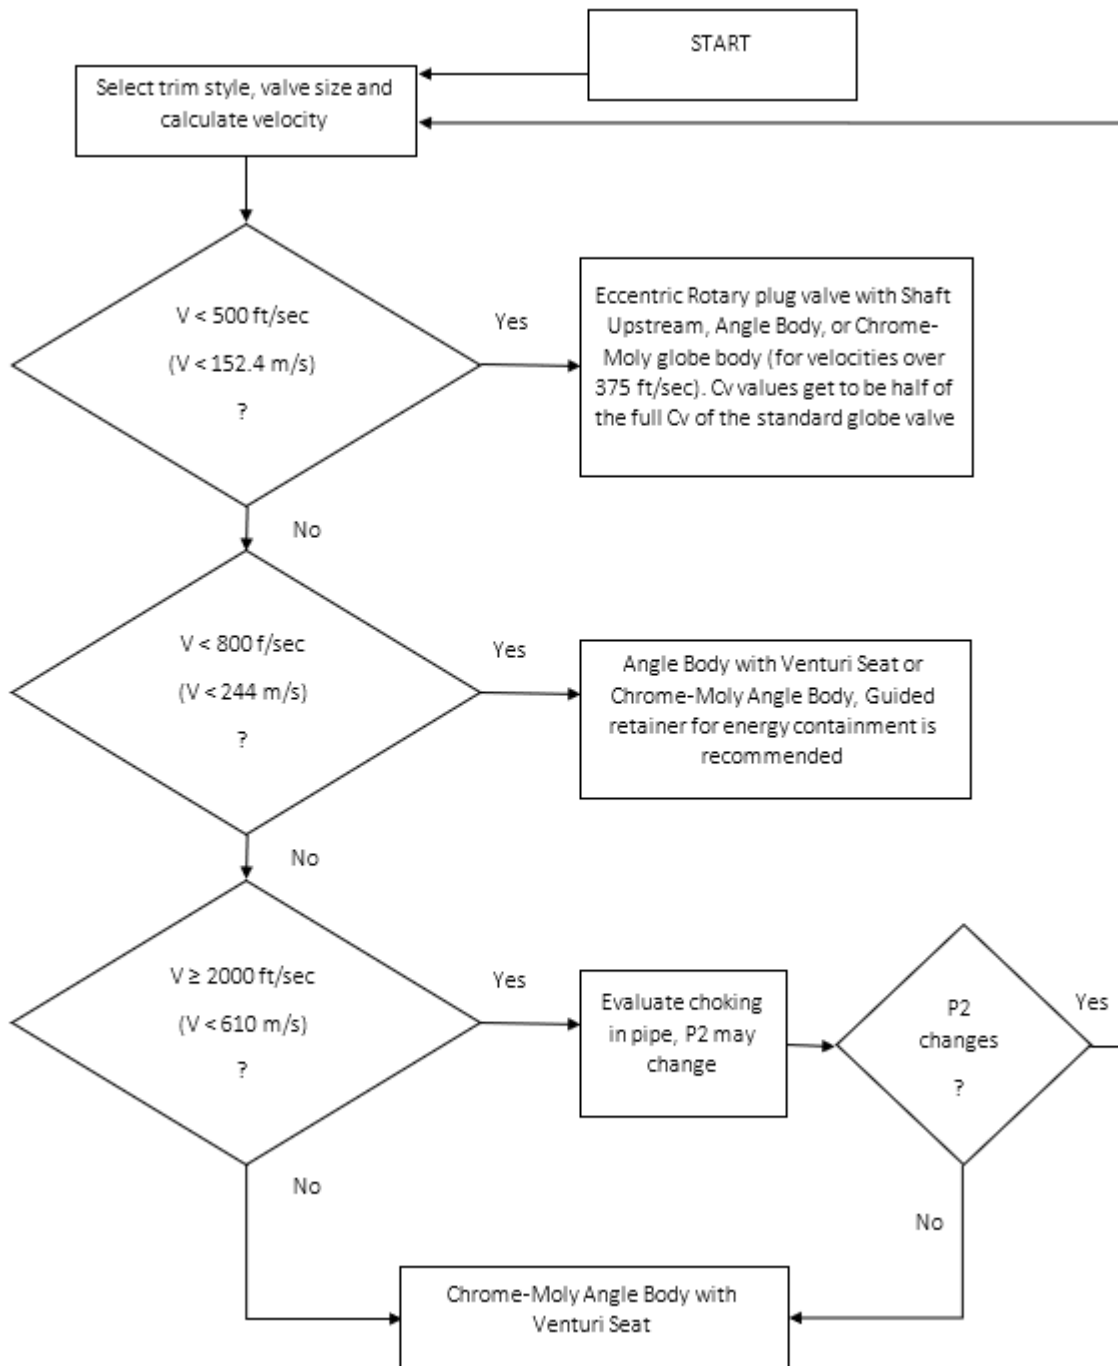 START
Select trim style, valve size and
calculate velocity
V < 500 ft/sec
(V < 152.4 m/s)
?
Yes
Eccentric Rotary plug valve with Shaft
Upstream, Angle Body, or Chrome-
Moly globe body (for velocities over
375 ft/sec). Cv values get to be half of
the full Cv of the standard globe valve
No
V < 800 f/sec
(V < 244 m/s)
?
Yes
Angle Body with Venturi Seat or
Chrome-Moly Angle Body, Guided
retainer for energy containment is
recommended
No
V ≥ 2000 ft/sec
(V < 610 m/s)
?
Yes
Evaluate choking
in pipe, P2 may
change
P2
changes
?
Yes
No
No
Chrome-Moly Angle Body with
Venturi Seat